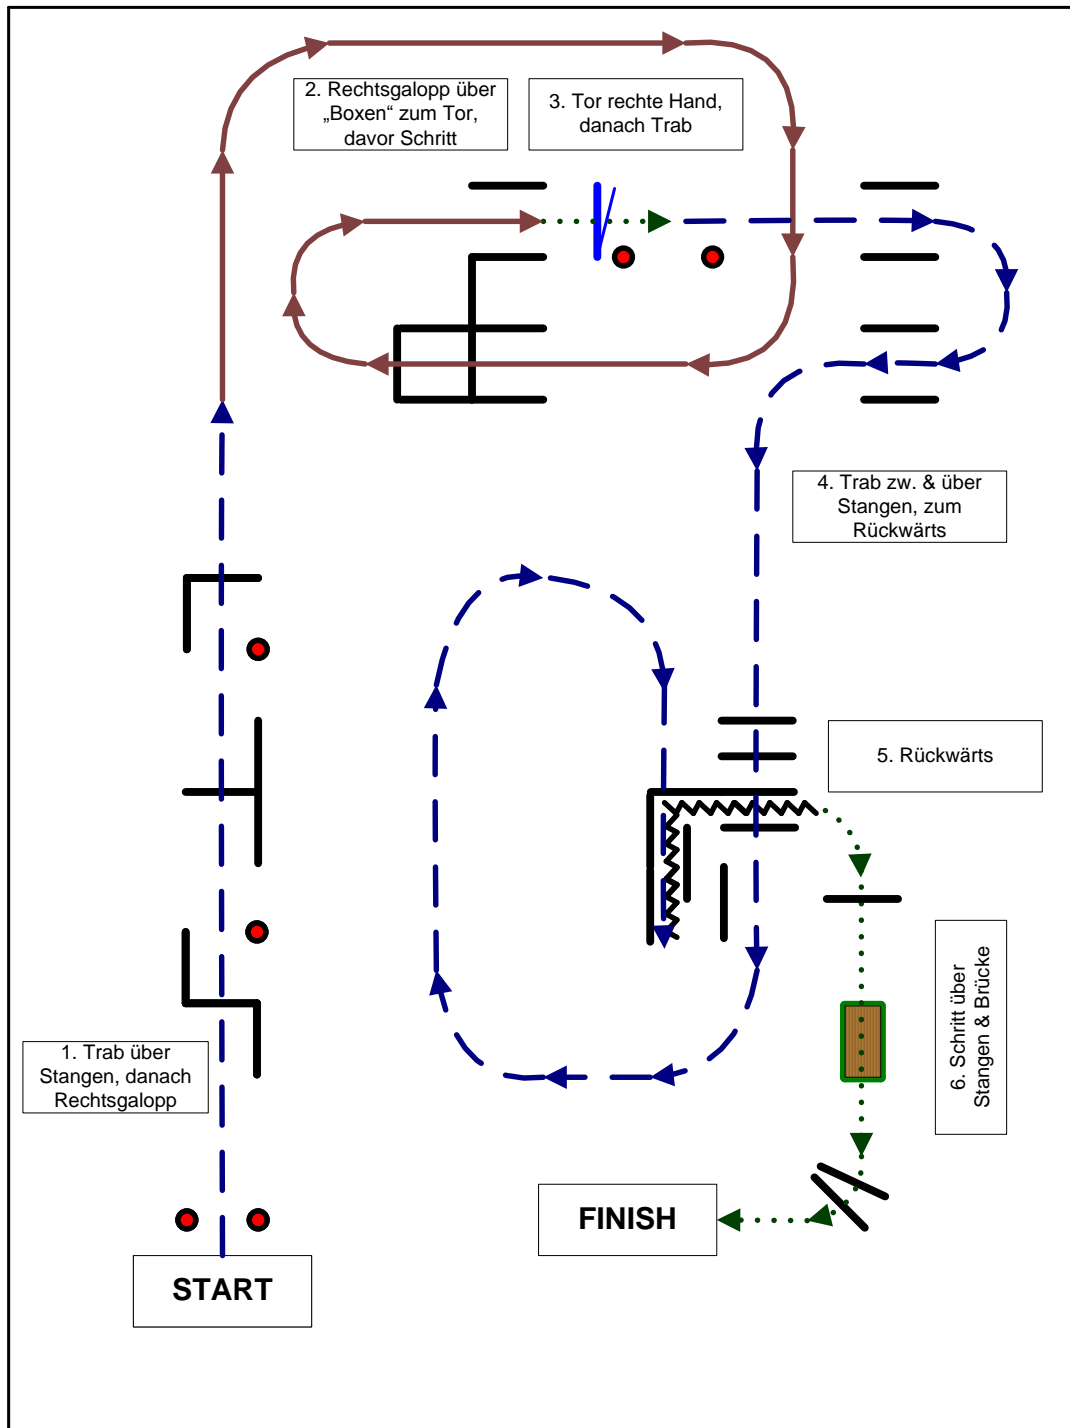 2. Rechtsgalopp über
„Boxen“ zum Tor,
davor Schritt
3. Tor rechte Hand,
danach Trab
4. Trab zw. & über
Stangen, zum
Rückwärts
5. Rückwärts
6. Schritt über
Stangen & Brücke
1. Trab über
Stangen, danach
Rechtsgalopp
FINISH
START